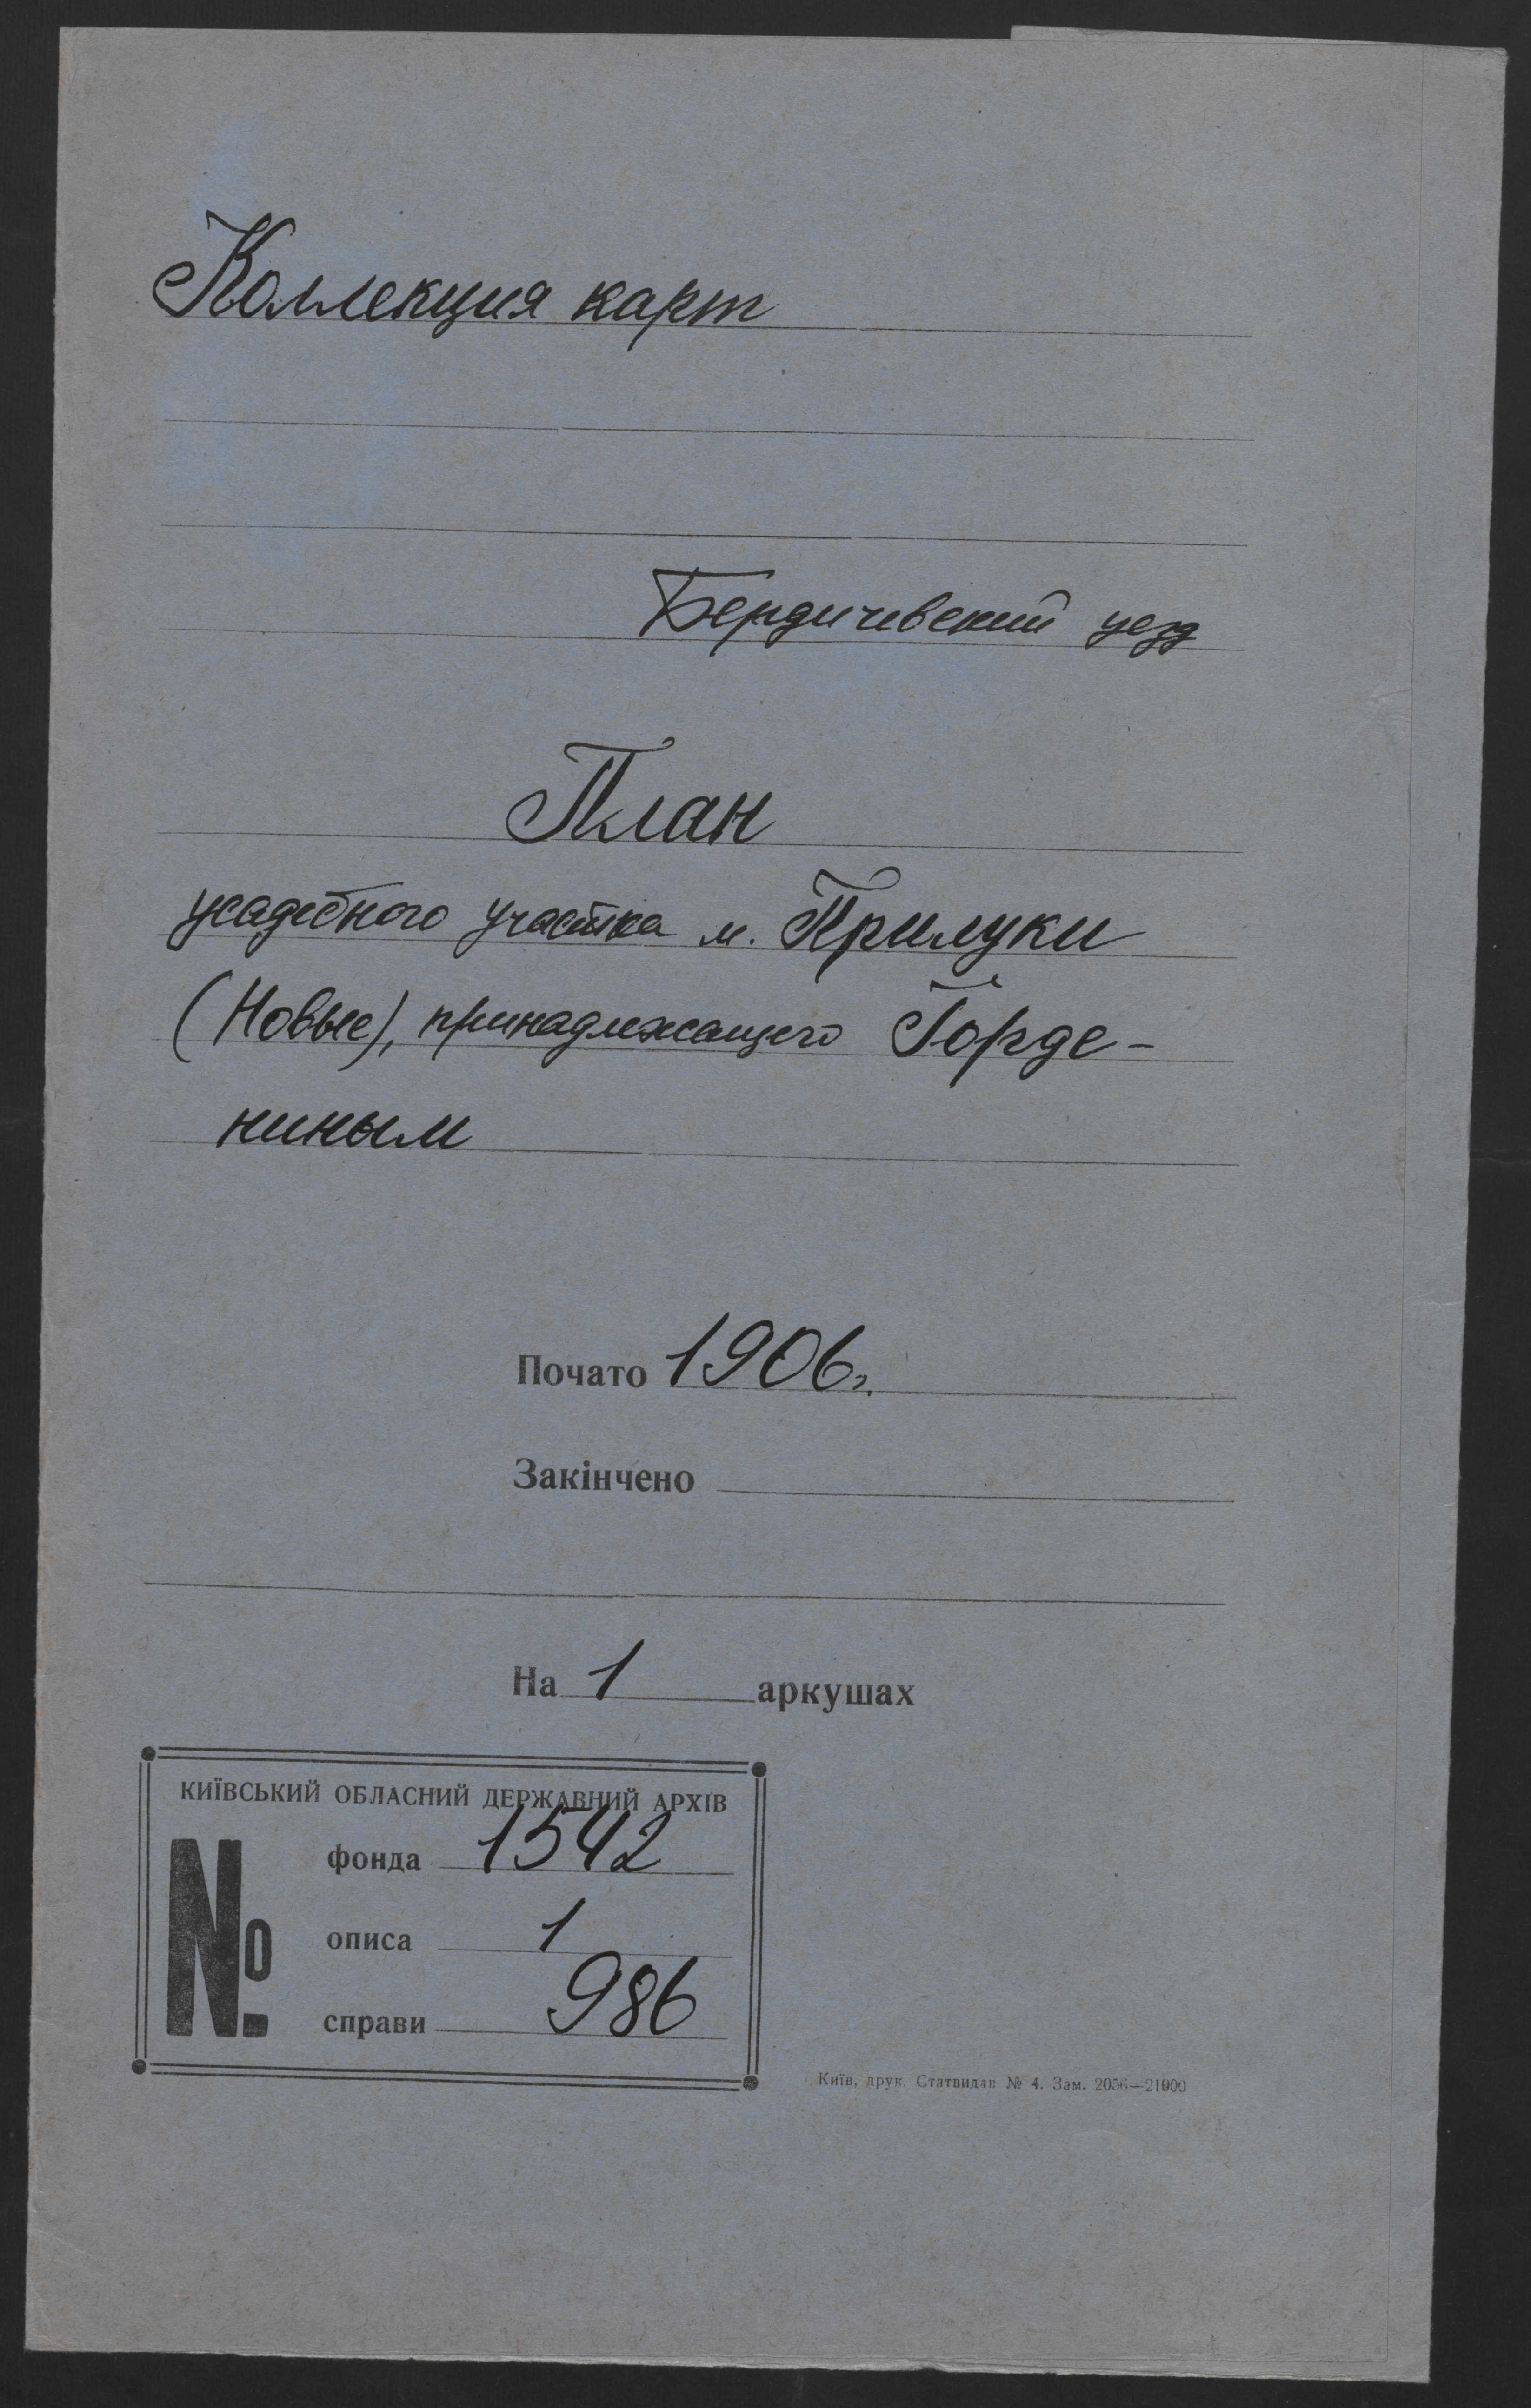 Коллекция карт
Бердичевский уезд
План
усадебного участка м. Прилуки
(Новые), принадлежащего Горде-
ниным
Почато 1906г.
Закінчено
На 1 аркушах
КИЇВСЬКИЙ ОБЛАСНИЙ ДЕРЖАВНИЙ АРХІВ
№
фонда 1542
описа 1
справи 986
Київ, друк. Статвидав № 4. Зам. 2056—21000